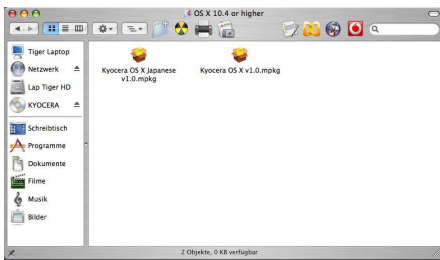 OS X 10.4 or higher
Tiger Laptop
Netzwerk
Lap Tiger HD
KYOCERA
Schreibtisch
Programme
Dokumente
Filme
Musik
Bilder
Kyocera OS X Japanese
v1.0.mpkg
Kyocera OS X v1.0.mpkg
2 Objekte, 0 KB verfügbar